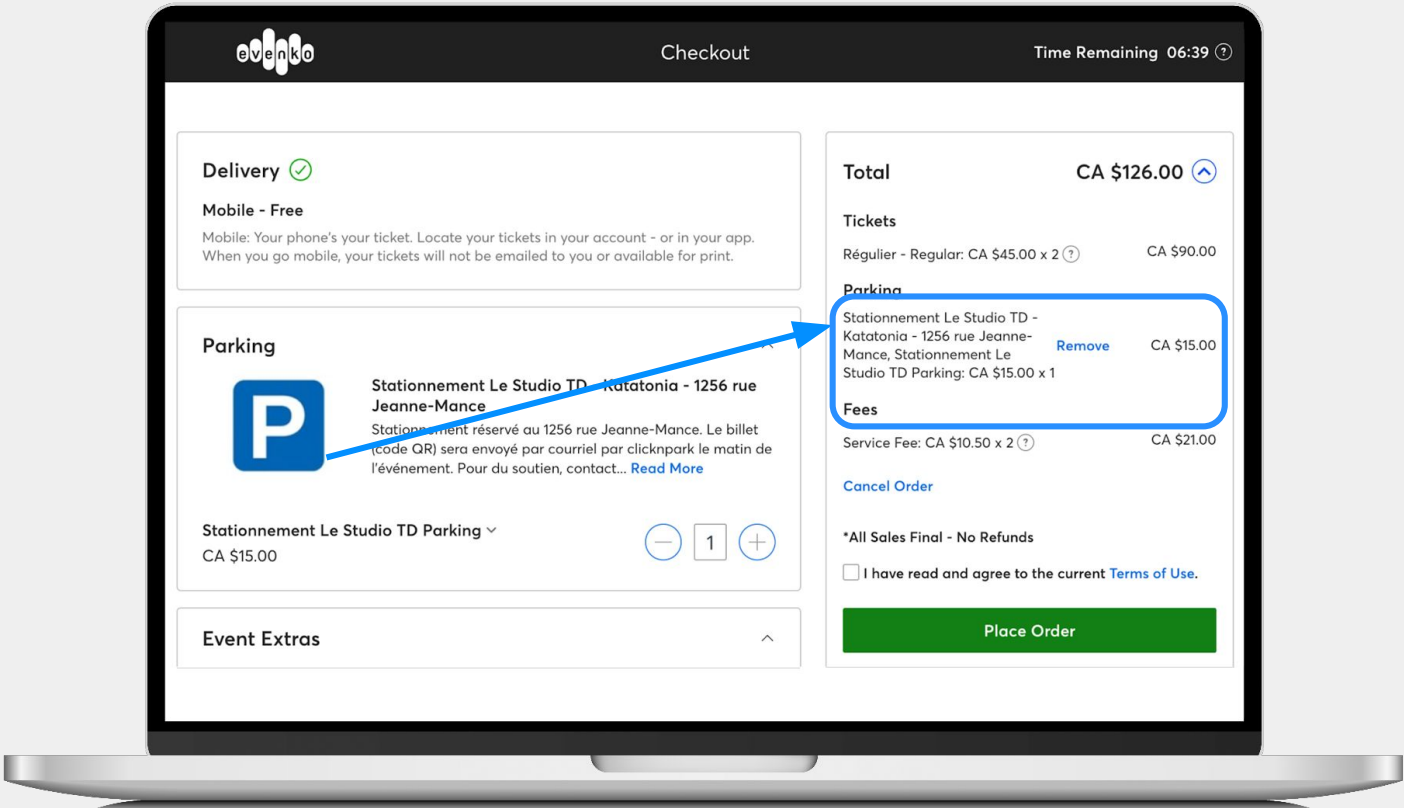 evenko
Checkout
Time Remaining 06:39 ?
Delivery
Mobile - Free
Mobile: Your phone's your ticket. Locate your tickets in your account - or in your app.
When you go mobile, your tickets will not be emailed to you or available for print.
Parking
P
Stationnement Le Studio TD - Katatonia - 1256 rue
Jeanne-Mance
Stationnement réservé au 1256 rue Jeanne-Mance. Le billet
(code QR) sera envoyé par courriel par clicknpark le matin de
l'événement. Pour du soutien, contact... Read More
Stationnement Le Studio TD Parking
CA $15.00
1
Event Extras
Total CA $126.00
Tickets
Régulier - Regular: CA $45.00 x 2 ? CA $90.00
Parking
Stationnement Le Studio TD -
Katatonia - 1256 rue Jeanne-
Mance, Stationnement Le
Studio TD Parking: CA $15.00 x 1
Remove
CA $15.00
Fees
Service Fee: CA $10.50 x 2 ? CA $21.00
Cancel Order
*All Sales Final - No Refunds
I have read and agree to the current Terms of Use.
Place Order